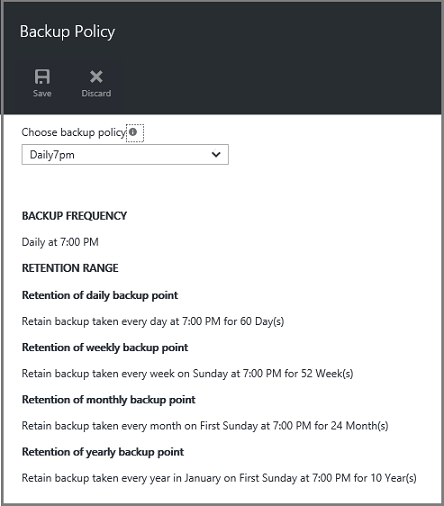 Backup Policy
Save Discard
Choose backup policy
Daily7pm
BACKUP FREQUENCY
Daily at 7:00 PM
RETENTION RANGE
Retention of daily backup point
Retain backup taken every day at 7:00 PM for 60 Day(s)
Retention of weekly backup point
Retain backup taken every week on Sunday at 7:00 PM for 52 Week(s)
Retention of monthly backup point
Retain backup taken every month on First Sunday at 7:00 PM for 24 Month(s)
Retention of yearly backup point
Retain backup taken every year in January on First Sunday at 7:00 PM for 10 Year(s)